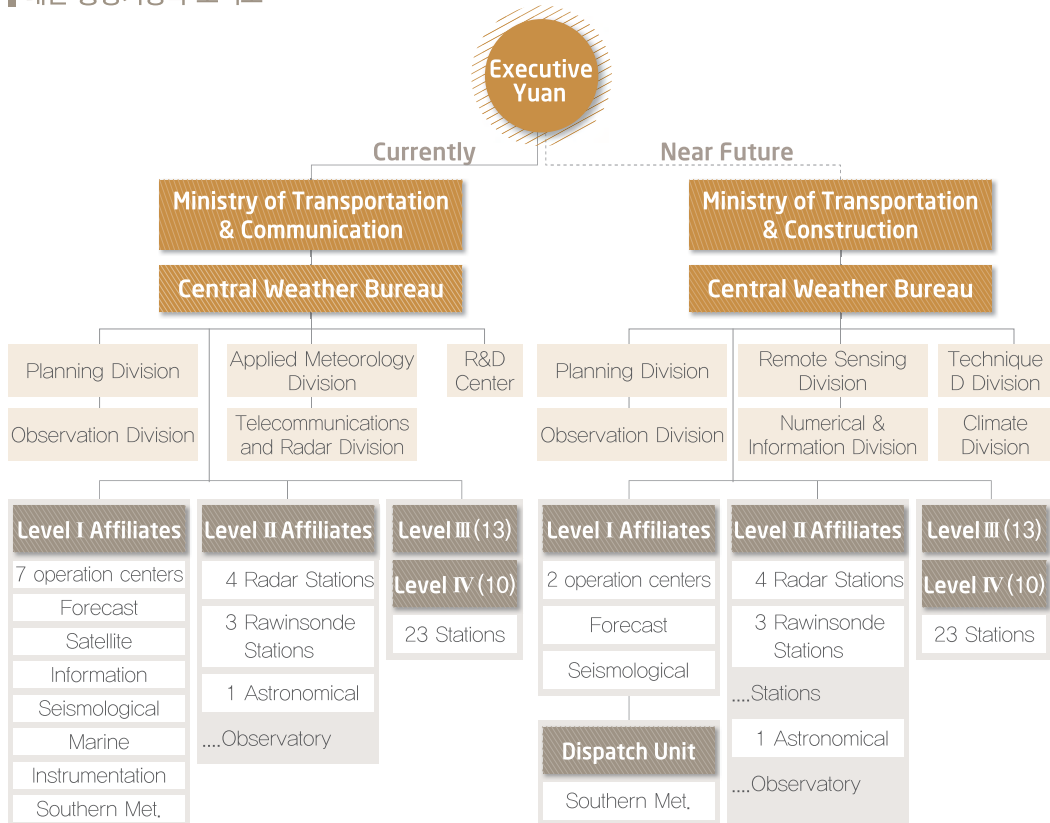 Executive
Yuan
Currently
Near Future
Ministry of Transportation
& Communication
Central Weather Bureau
Planning Division
Applied Meteorology
Division
R&D
Center
Observation Division
Telecommunications
and Radar Division
Level I Affiliates
7 operation centers
Forecast
Satellite
Information
Seismological
Marine
Instrumentation
Southern Met.
Level II Affiliates
4 Radar Stations
3 Rawinsonde
Stations
1 Astronomical
....Observatory
Level III (13)
Level IV (10)
23 Stations
Ministry of Transportation
& Construction
Central Weather Bureau
Planning Division
Remote Sensing
Division
Technique
D Division
Observation Division
Numerical &
Information Division
Climate
Division
Level I Affiliates
2 operation centers
Forecast
Seismological
Dispatch Unit
Southern Met.
Level II Affiliates
4 Radar Stations
3 Rawinsonde
Stations
....Stations
1 Astronomical
....Observatory
Level III (13)
Level IV (10)
23 Stations